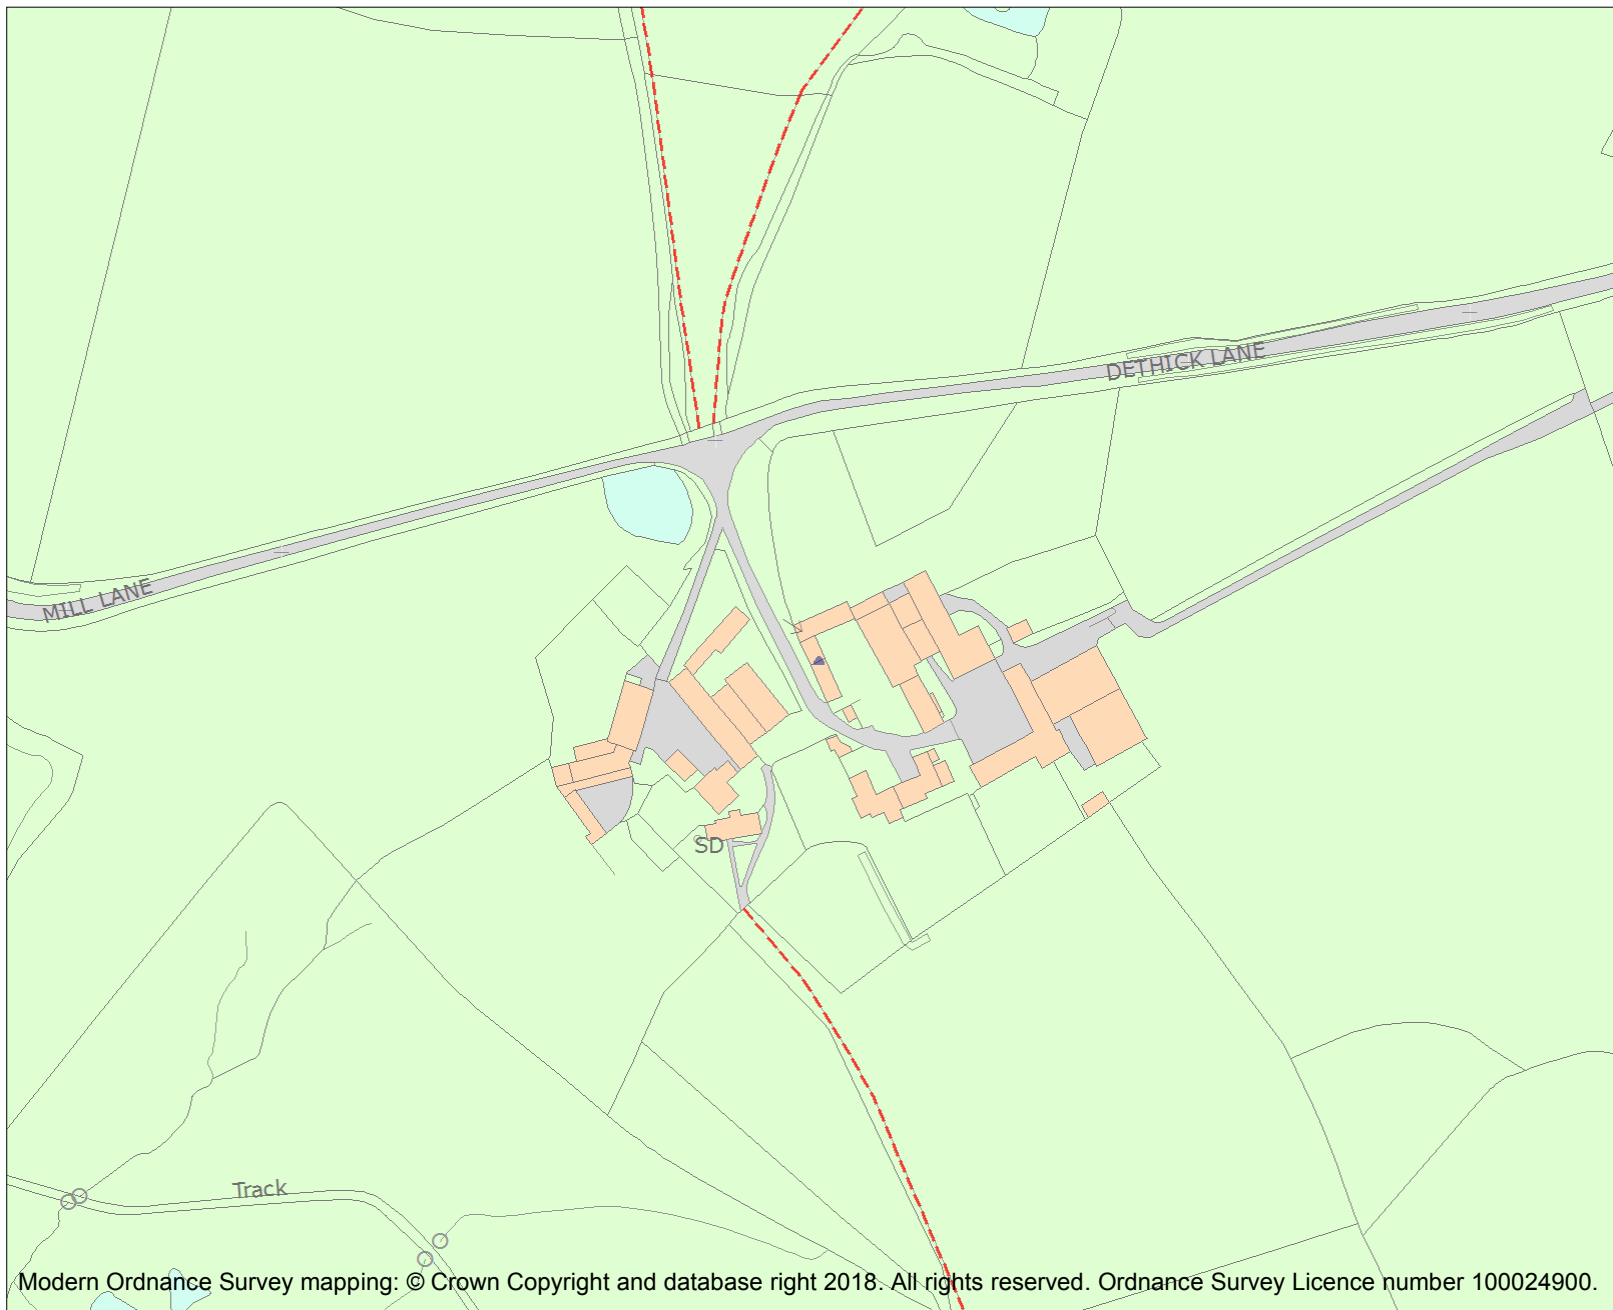 DETHICK LANE
MILL LANE
SD
Track
Modern Ordnance Survey mapping: © Crown Copyright and database right 2018. All rights reserved. Ordnance Survey Licence number 100024900.